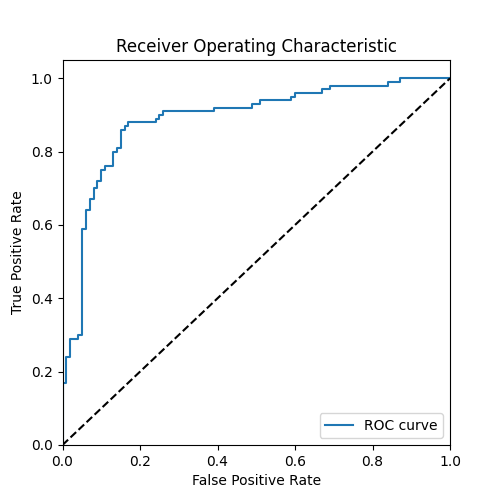 Receiver Operating Characteristic
1.0
0.8
0.6
0.4
0.2
0.0
True Positive Rate
ROC curve
0.0 0.2 0.4 0.6 0.8 1.0
False Positive Rate